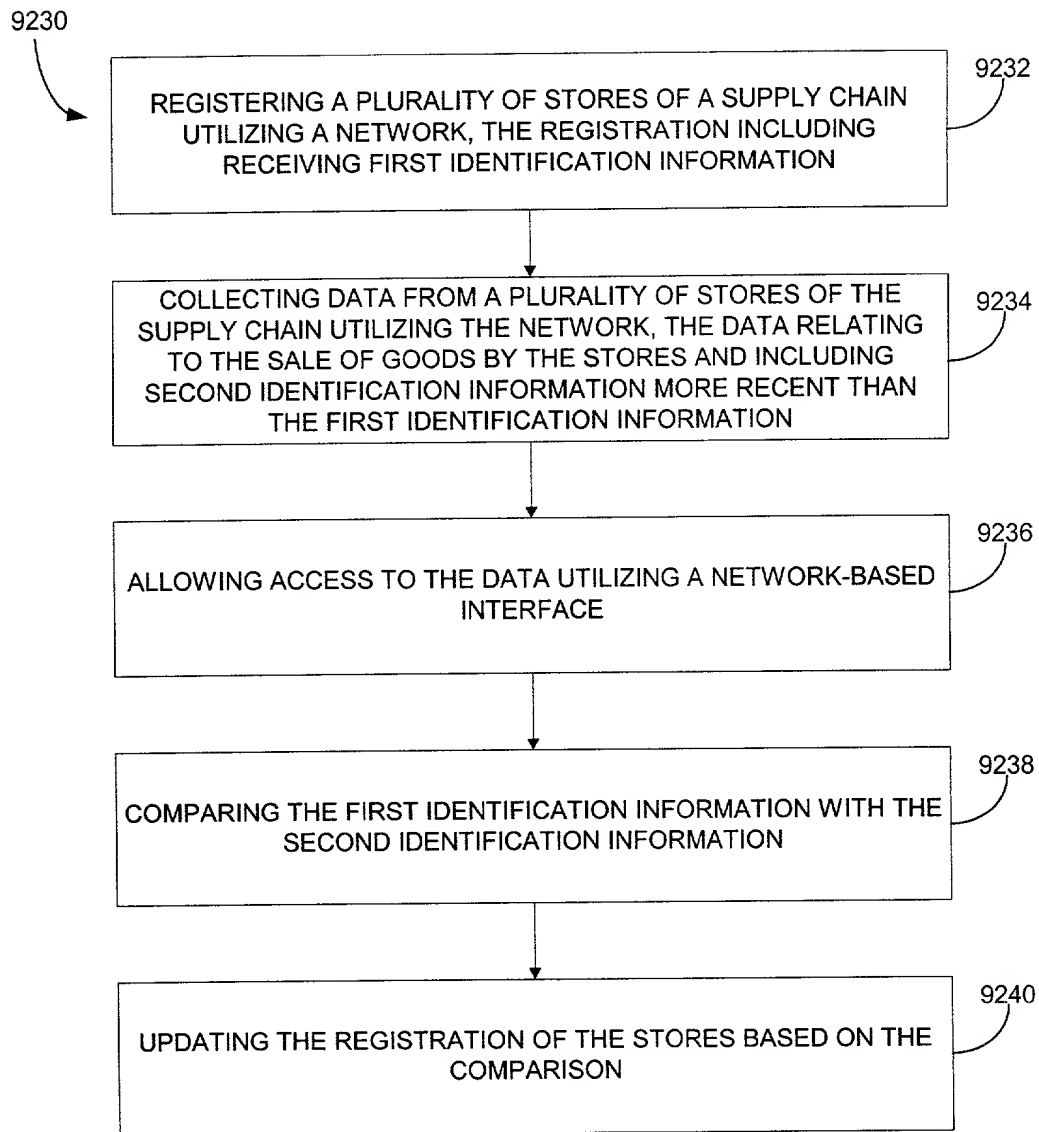 9230
9232
REGISTERING A PLURALITY OF STORES OF A SUPPLY CHAIN
UTILIZING A NETWORK, THE REGISTRATION INCLUDING
RECEIVING FIRST IDENTIFICATION INFORMATION
9234
COLLECTING DATA FROM A PLURALITY OF STORES OF THE
SUPPLY CHAIN UTILIZING THE NETWORK, THE DATA RELATING
TO THE SALE OF GOODS BY THE STORES AND INCLUDING
SECOND IDENTIFICATION INFORMATION MORE RECENT THAN
THE FIRST IDENTIFICATION INFORMATION
9236
ALLOWING ACCESS TO THE DATA UTILIZING A NETWORK-BASED
INTERFACE
9238
COMPARING THE FIRST IDENTIFICATION INFORMATION WITH THE
SECOND IDENTIFICATION INFORMATION
9240
UPDATING THE REGISTRATION OF THE STORES BASED ON THE
COMPARISON